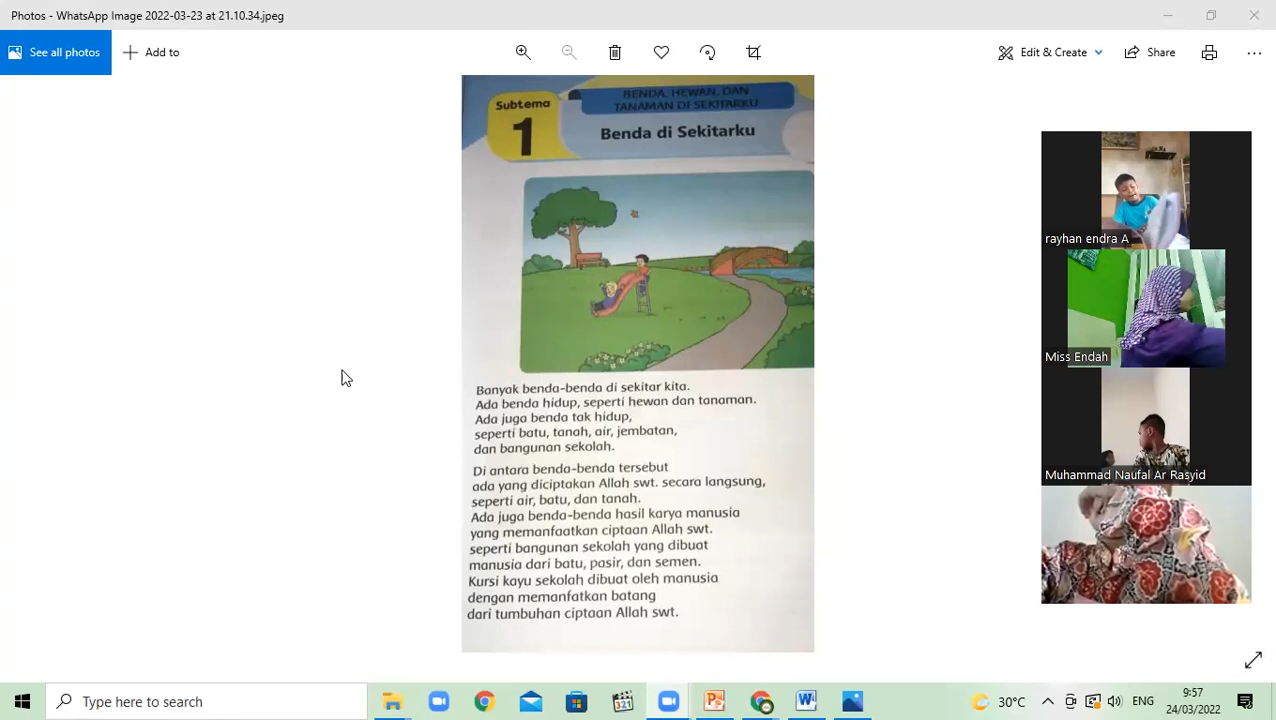 Photos - WhatsApp Image 2022-03-23 at 21.10.34.jpeg
See all photos
Add to
Edit & Create
Share
Subtema
1
BENDA, HEWAN, DAN
TANAMAN DI SEKITARKU
Benda di Sekitarku
Banyak benda-benda di sekitar kita.
Ada benda hidup, seperti hewan dan tanaman.
Ada juga benda tak hidup,
seperti batu, tanah, air, jembatan,
dan bangunan sekolah.
Di antara benda-benda tersebut
ada yang diciptakan Allah swt. secara langsung,
seperti air, batu, dan tanah.
Ada juga benda-benda hasil karya manusia
yang memanfaatkan ciptaan Allah swt.
seperti bangunan sekolah yang dibuat
manusia dari batu, pasir, dan semen.
Kursi kayu sekolah dibuat oleh manusia
dengan memanfatkan batang
dari tumbuhan ciptaan Allah swt.
rayhan endra A
Miss Endah
Muhammad Naufal Ar Rasyid
Type here to search
321
30°C
ENG
9:57
24/03/2022